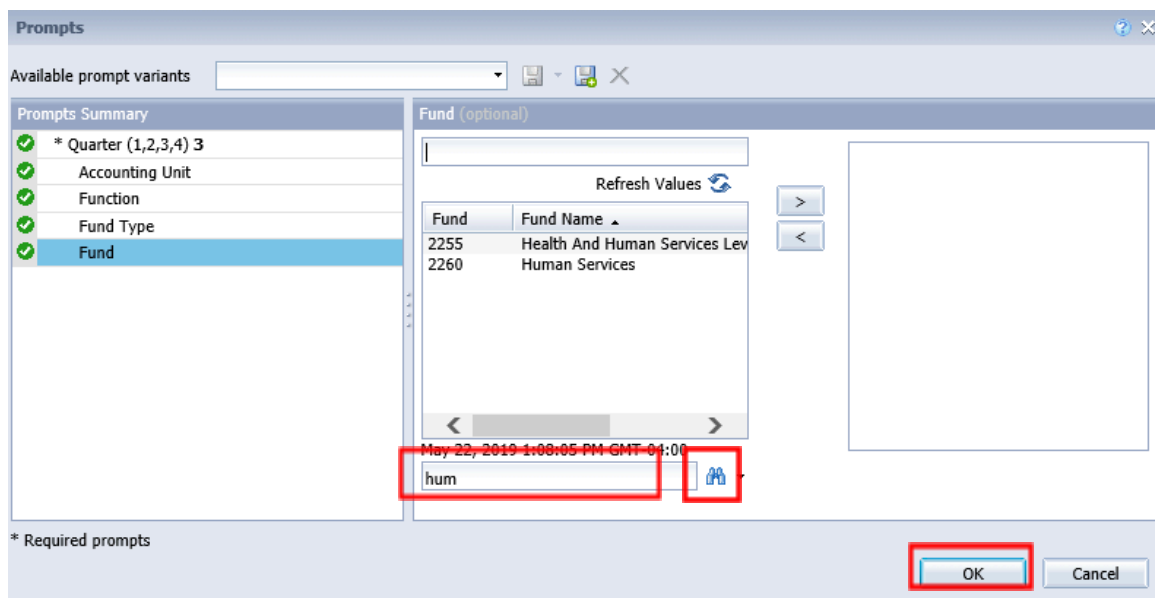 Prompts
Available prompt variants
Prompts Summary
* Quarter (1,2,3,4) 3
Accounting Unit
Function
Fund Type
Fund
Fund (optional)
Refresh Values
Fund Fund Name
2255 Health And Human Services Lev
2260 Human Services
>
<
May 22, 2019 1:08:05 PM GMT-04:00
hum
* Required prompts
OK Cancel